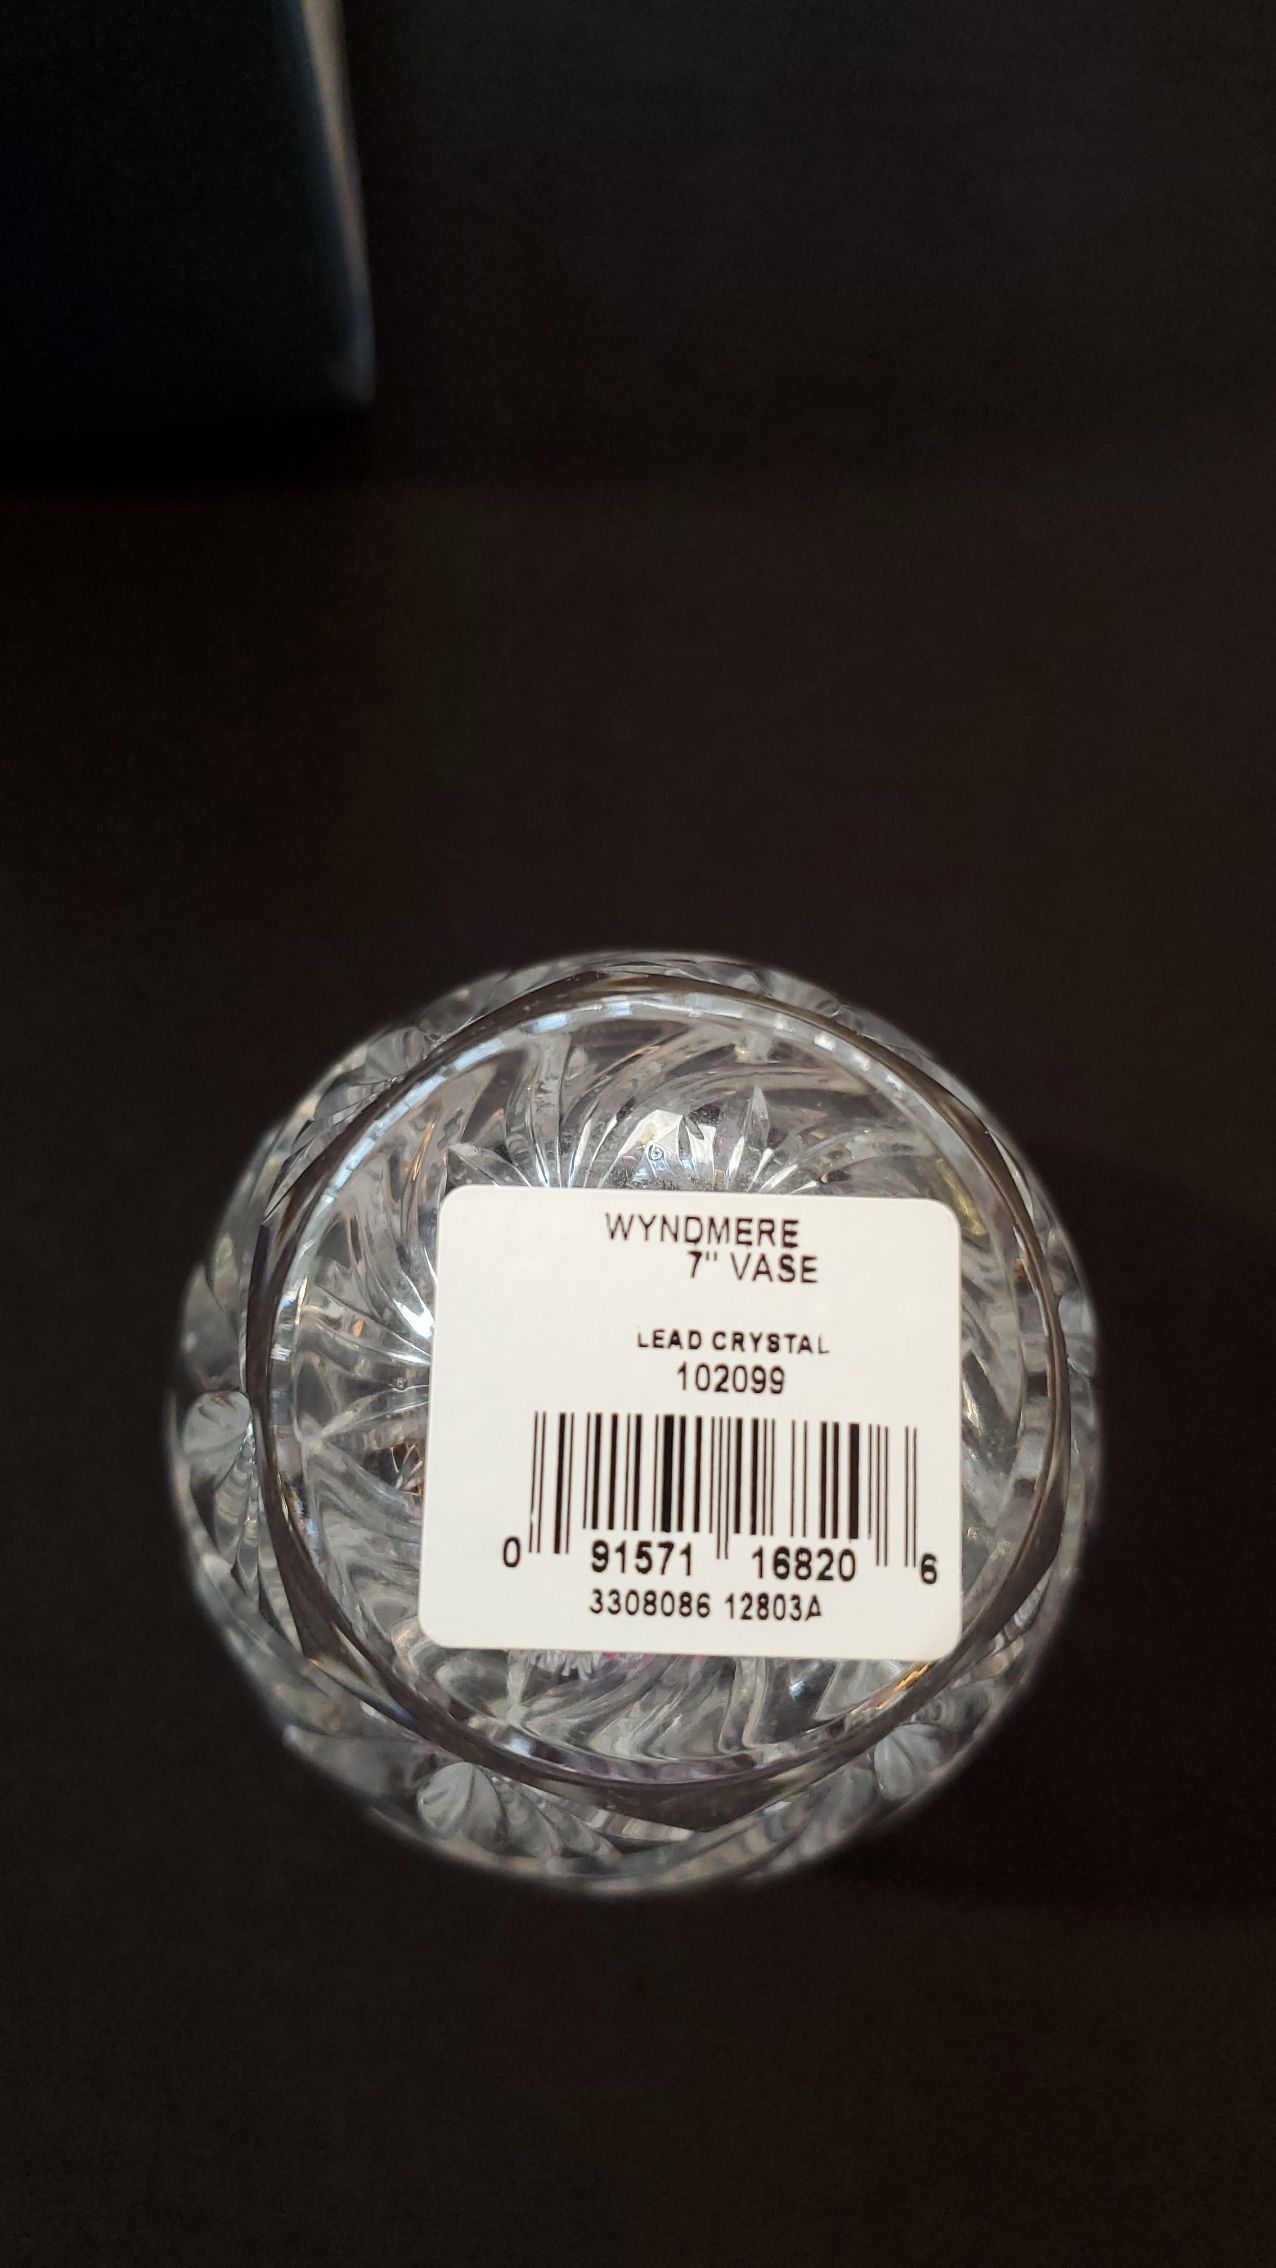 WYNDMERE
7" VASE
LEAD CRYSTAL
102099
0 91571 16820 6
3308086 12803A